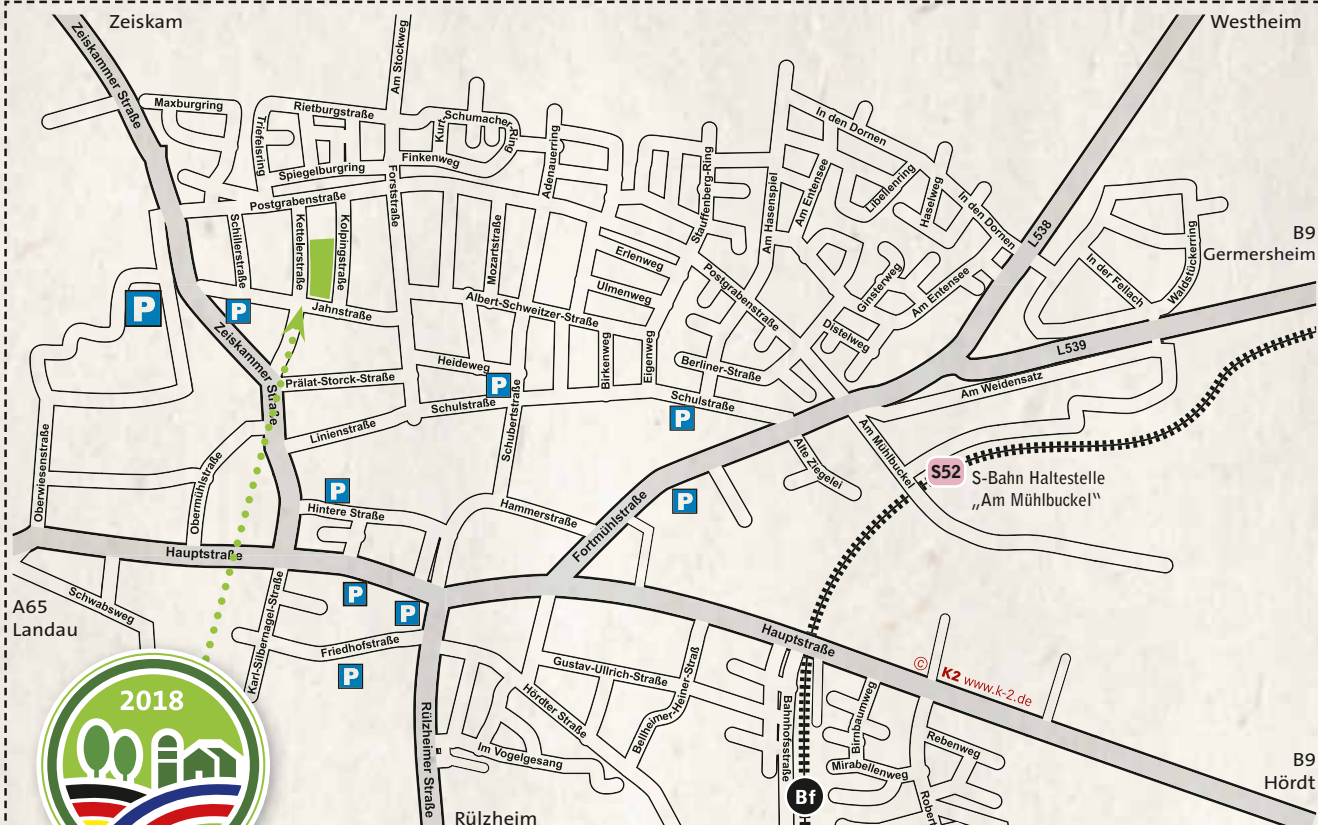 Zeiskam
Westheim
Zeiskammer Straße
Am Stockweg
Maxburgring
Rietburgstraße
Kurt-
Schumacher-
Ring
Triefelsring
In den Dornen
Finkenweg
Spiegelburgring
Adenauerring
Stauffenberg-Ring
Am Hasenspiel
Am Entensee
Libellenring
Haselweg
In den Dornen
L538
Postgrabenstraße
Forststraße
Schillerstraße
Kettelerstraße
Kolpingstraße
Mozartstraße
Erlenweg
Ulmenweg
Postgrabenstraße
Ginsterweg
Am Entensee
Distelweg
In der Fellach
Waldstückerring
B9
Germersheim
P
P
Jahnstraße
Albert-Schweitzer-Straße
Zeiskammer Straße
Heideweg
P
Birkenweg
Eigenweg
Berliner-Straße
L539
Am Weidensatz
Prälat-Storck-Straße
Schulstraße
Schubertstraße
Schulstraße
P
Linienstraße
Oberwiesenstraße
Obermühlstraße
Alte Ziegelei
Am Mühlbuckel
S52
S-Bahn Haltestelle
„Am Mühlbuckel“
P
Hintere Straße
Hammerstraße
Fortmühlstraße
P
Hauptstraße
A65
Landau
Schwabsweg
P
P
Karl-Silbernagel-Straße
Friedhofstraße
P
Hauptstraße
Gustav-Ullrich-Straße
Bellheimer-Heiner-Straß
Hördter Straße
Im Vogelgesang
Rülzheimer Straße
Rülzheim
Bahnhofsstraße
Bf
Birnbaumweg
Mirabellenweg
Rebenweg
Robert
© K2 www.k-2.de
B9
Hördt
2018